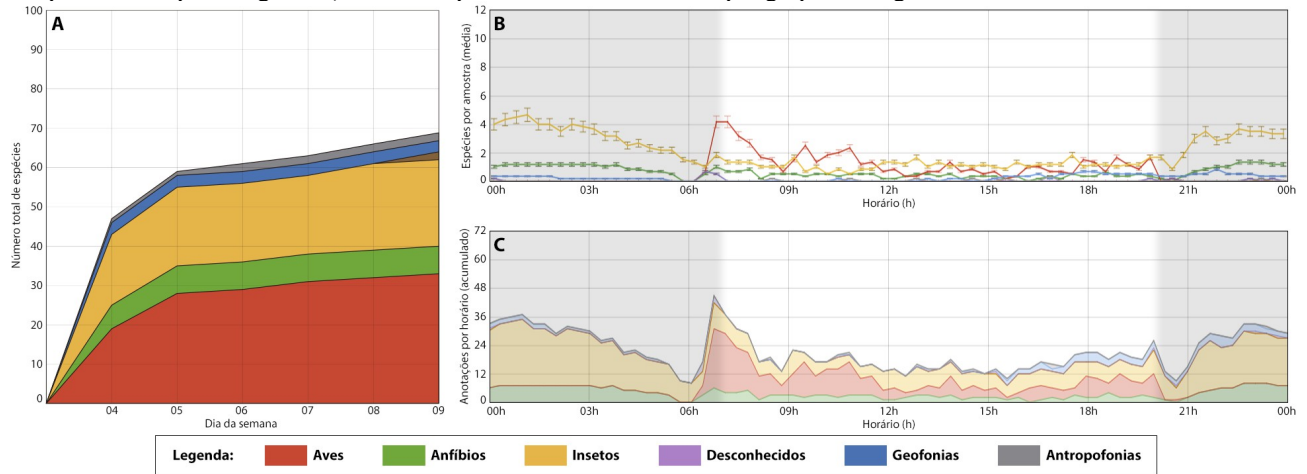 A
Número total de espécies
100
90
80
70
60
50
40
30
20
10
0
04 05 06 07 08 09
Dia da semana
B
Espécies por amostra (média)
12
10
8
6
4
2
0
00h 03h 06h 09h 12h 15h 18h 21h 00h
Horário (h)
C
Anotações por horário (acumulado)
72
60
48
36
24
12
0
00h 03h 06h 09h 12h 15h 18h 21h 00h
Horário (h)
Legenda: Aves Anfíbios Insetos Desconhecidos Geofonias Antropofonias